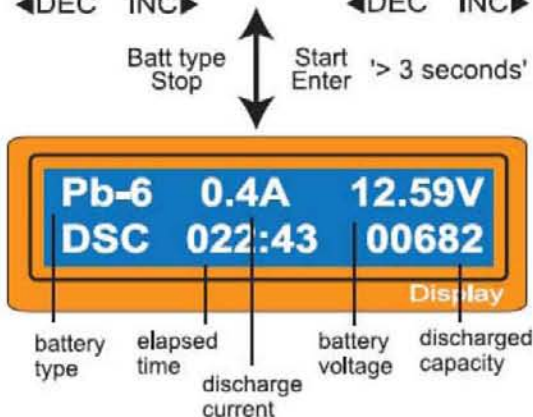 ◀DEC INC▶ ◀DEC INC▶
Batt type Start '> 3 seconds'
Stop Enter
Pb-6 0.4A 12.59V
DSC 022:43 00682
Display
battery elapsed battery discharged
type time voltage capacity
discharge
current